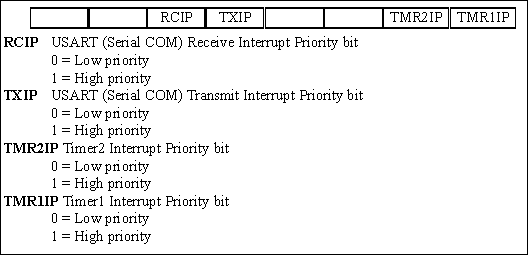 RCIP TXIP TMR2IP TMR1IP
RCIP USART (Serial COM) Receive Interrupt Priority bit
0 = Low priority
1 = High priority
TXIP USART (Serial COM) Transmit Interrupt Priority bit
0 = Low priority
1 = High priority
TMR2IP Timer2 Interrupt Priority bit
0 = Low priority
1 = High priority
TMR1IP Timer1 Interrupt Priority bit
0 = Low priority
1 = High priority